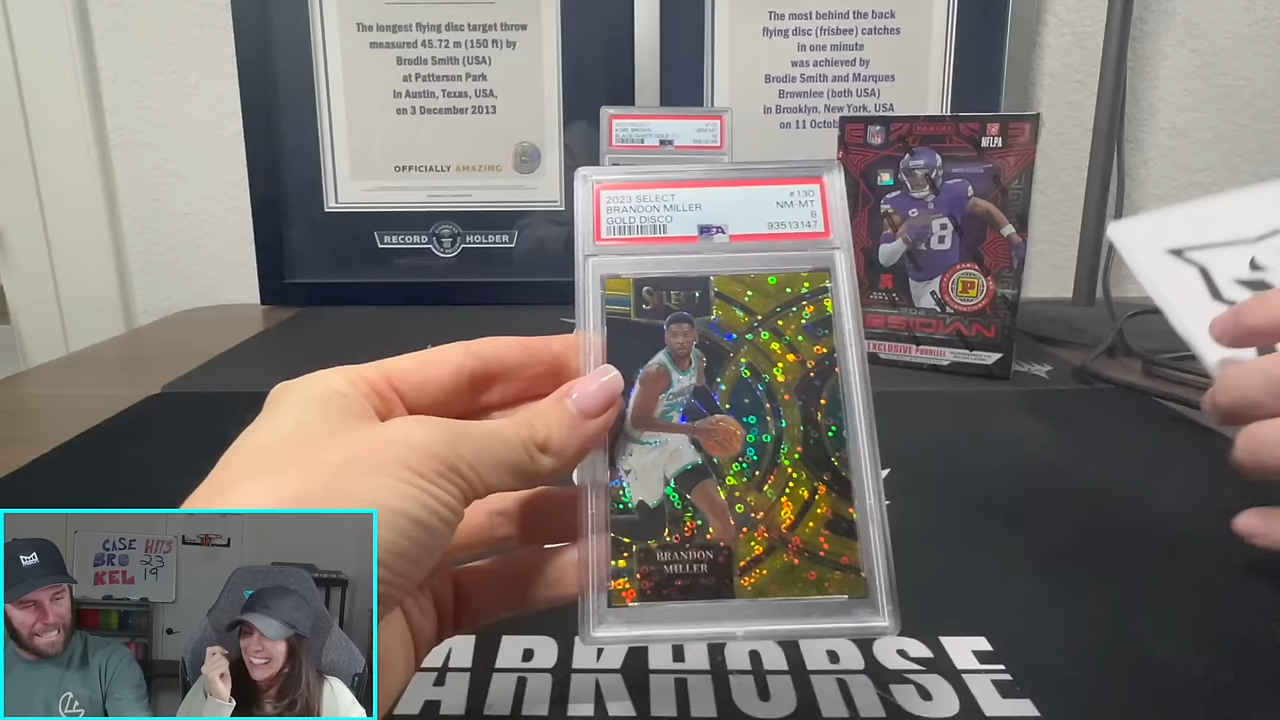 The longest flying disc target throw
measured 45.72 m (150 ft) by
Brodie Smith (USA)
at Patterson Park
in Austin, Texas, USA,
on 3 December 2013
OFFICIALLY AMAZING
RECORD HOLDER
The most behind the back
flying disc (frisbee) catches
in one minute
was achieved by
Brodie Smith and Marques
Brownlee (both USA)
in Brooklyn, New York, USA
on 11 Octob
2023 SELECT #130
BRANDON MILLER NM-MT
GOLD DISCO 8
PSA 93513147
SELECT
BRANDON
MILLER
PANINI
NFL
NFLPA
18
P
EXCLUSIVE PARALLEL
CASE HITS
BRO 23
KEL 19
ARKHORSE